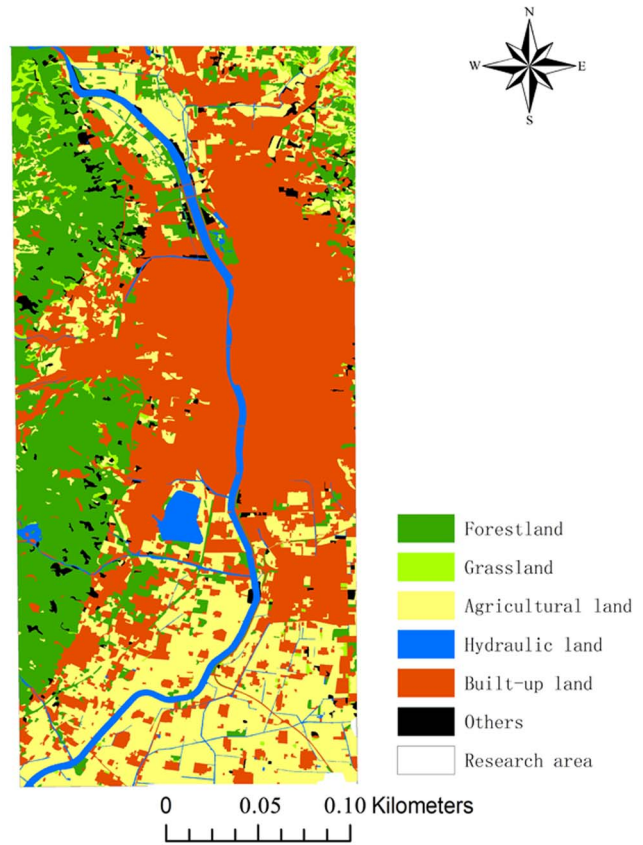 N
W E
S
Forestland
Grassland
Agricultural land
Hydraulic land
Built-up land
Others
Research area
0 0.05 0.10 Kilometers